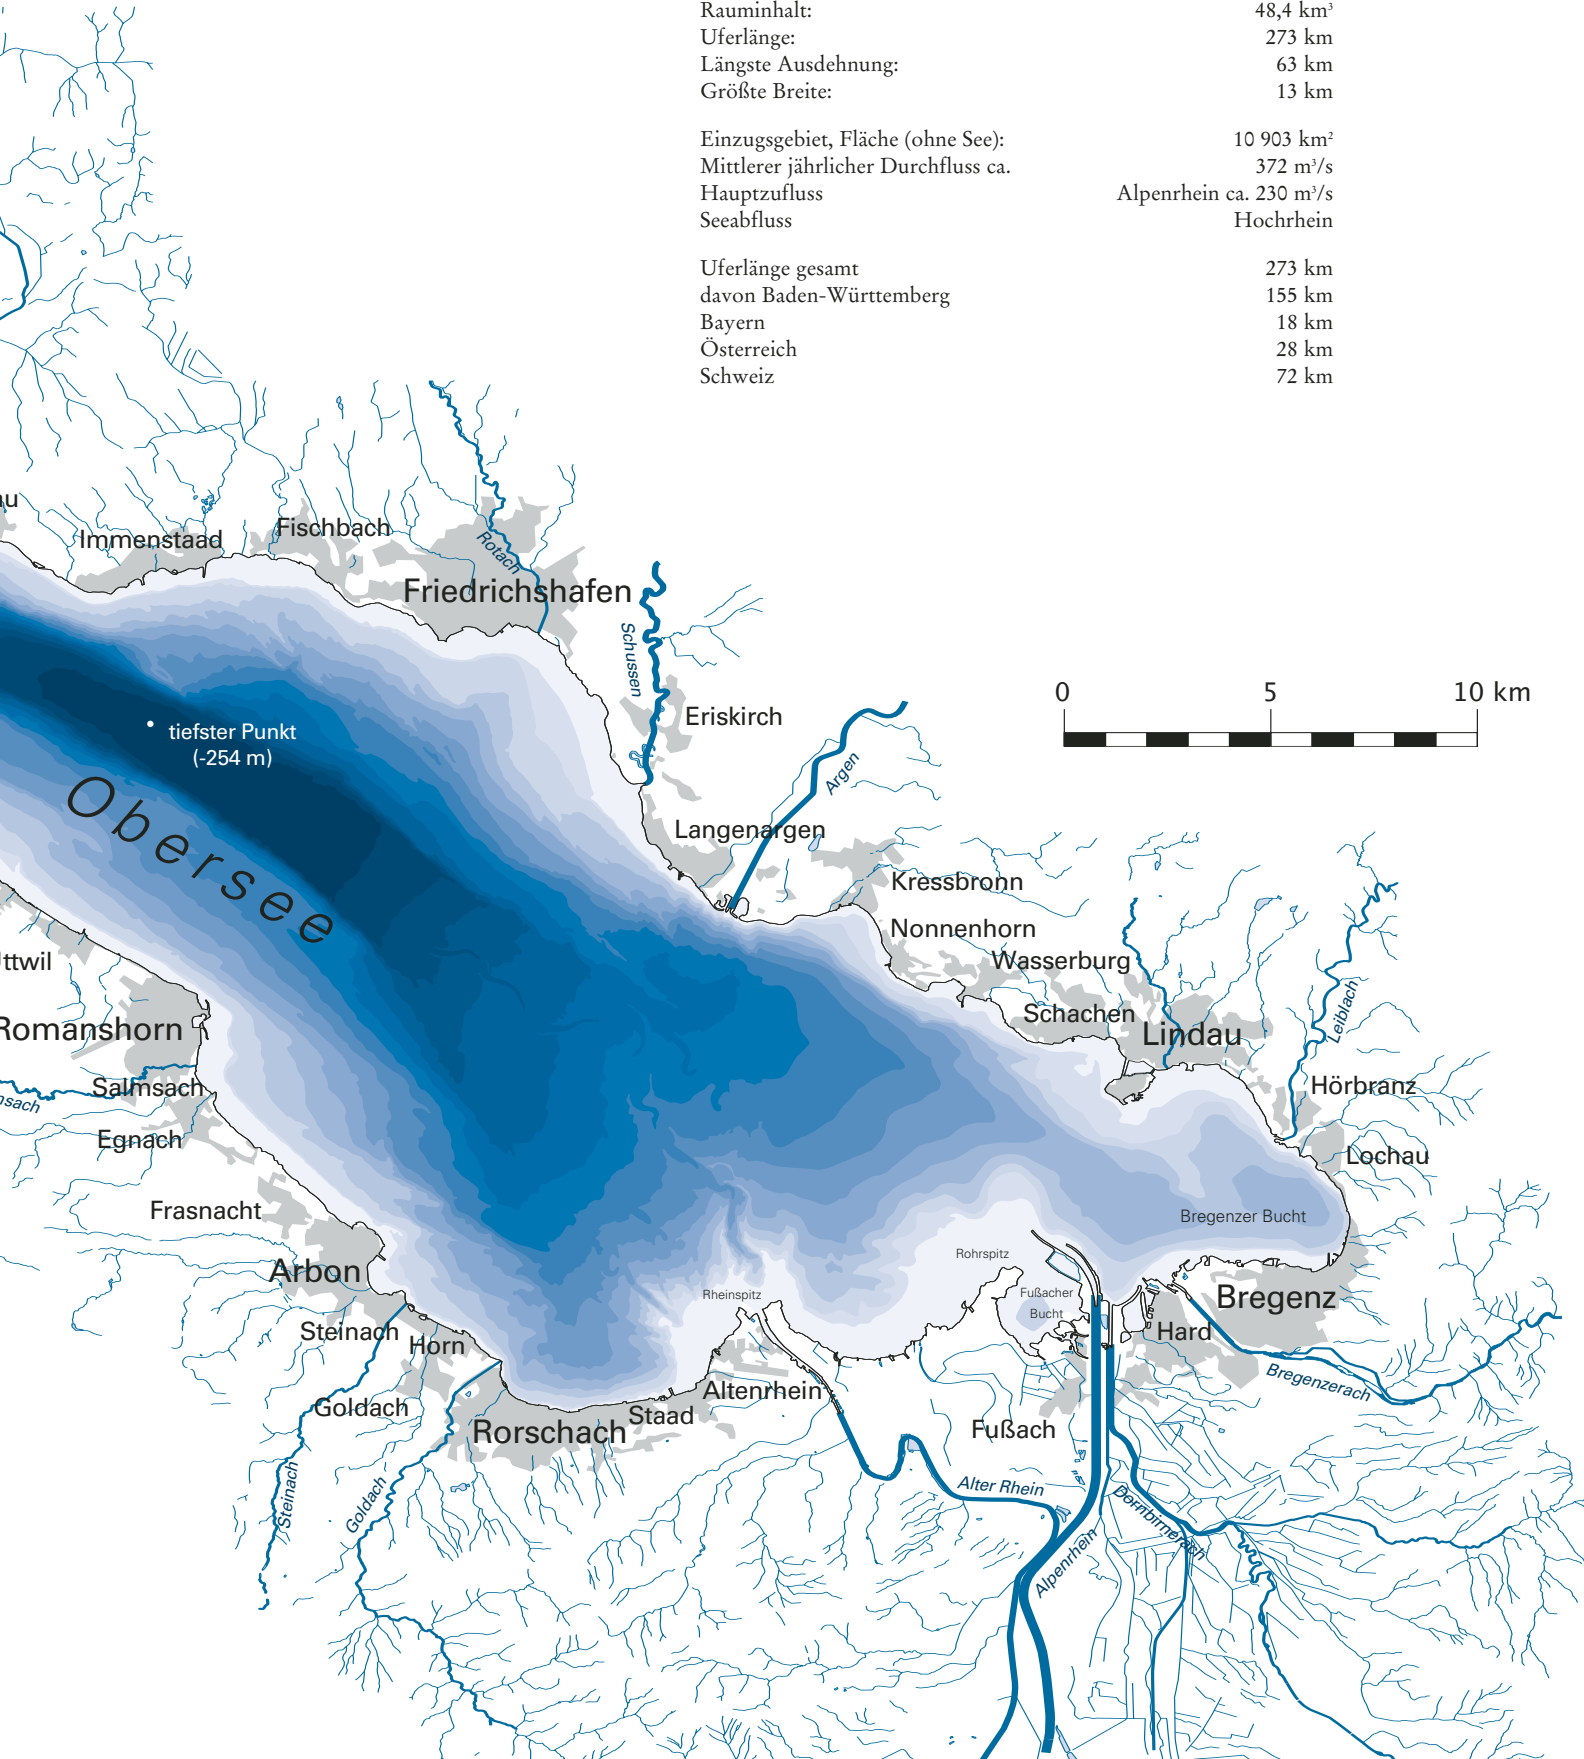 Rauminhalt: 48,4 km³
Uferlänge: 273 km
Längste Ausdehnung: 63 km
Größte Breite: 13 km
Einzugsgebiet, Fläche (ohne See): 10 903 km²
Mittlerer jährlicher Durchfluss ca. 372 m³/s
Hauptzufluss Alpenrhein ca. 230 m³/s
Seeabfluss Hochrhein
Uferlänge gesamt 273 km
davon Baden-Württemberg 155 km
Bayern 18 km
Österreich 28 km
Schweiz 72 km
Immenstaad
Fischbach
Rotach
Friedrichshafen
Schussen
Eriskirch
0 5 10 km
tiefster Punkt
(-254 m)
Obersee
Argen
Langenargen
Kressbronn
Nonnenhorn
Wasserburg
ttwil
Schachen
Lindau
Leiblach
Romanshorn
Salmsach
nsach
Hörbranz
Egnach
Lochau
Frasnacht
Bregenzer Bucht
Rohrspitz
Arbon
Rheinspitz
Fußacher
Bucht
Bregenz
Steinach
Horn
Hard
Bregenzerach
Altenrhein
Goldach
Staad
Rorschach
Fußach
Steinach
Goldach
Alter Rhein
Dornbirnerach
Alpenrhein